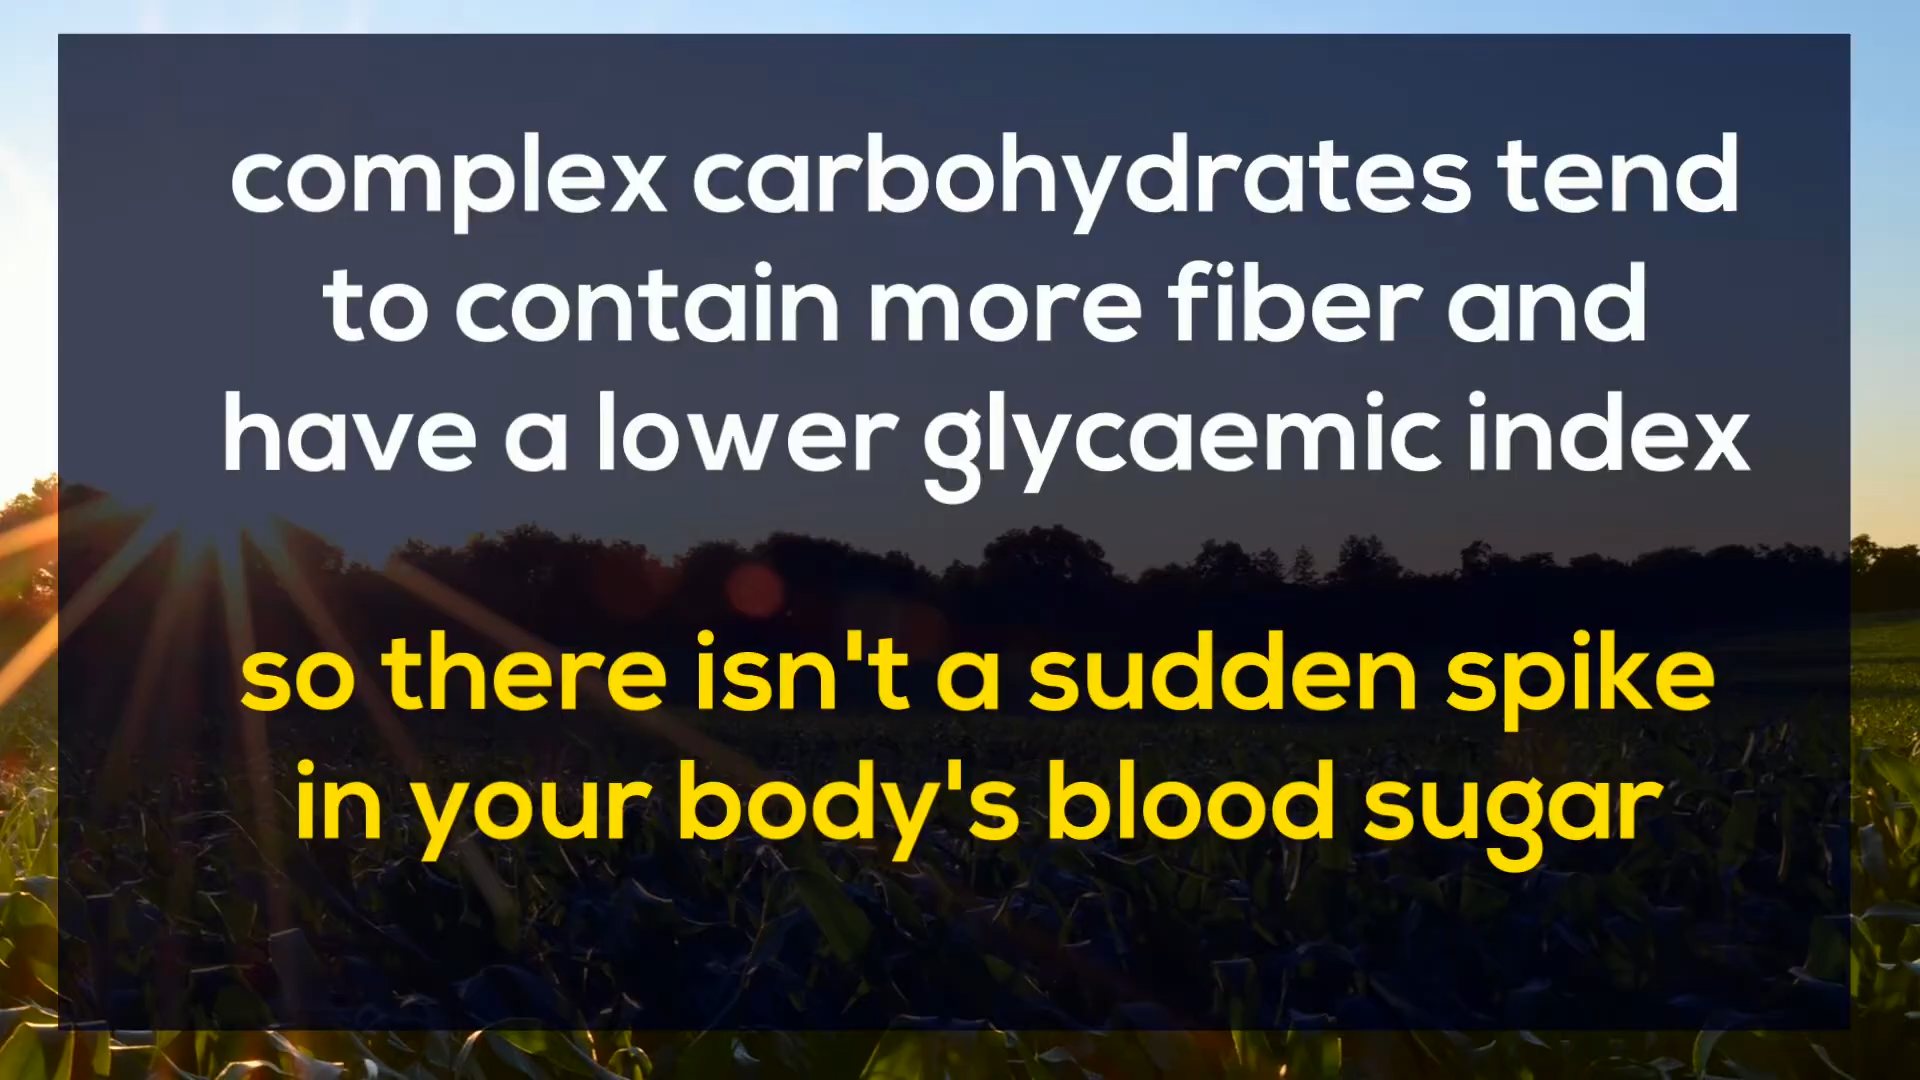 complex carbohydrates tend
to contain more fiber and
have a lower glycaemic index
so there isn't a sudden spike
in your body's blood sugar